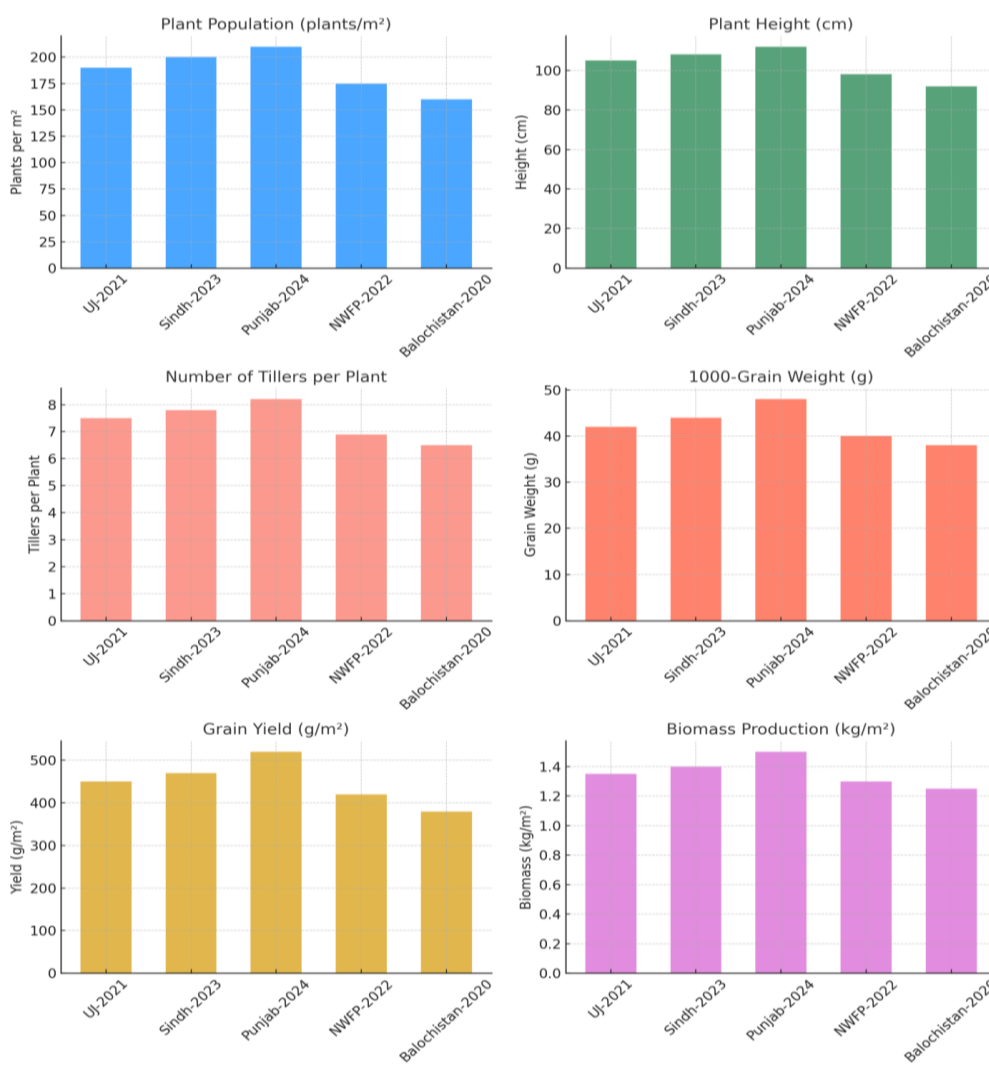 Plant Population (plants/m²)
Plants per m²
200
175
150
125
100
75
50
25
0
UJ-2021
Sindh-2023
Punjab-2024
NWFP-2022
Balochistan-2020
Plant Height (cm)
Height (cm)
100
80
60
40
20
0
UJ-2021
Sindh-2023
Punjab-2024
NWFP-2022
Balochistan-2020
Number of Tillers per Plant
Tillers per Plant
8
7
6
5
4
3
2
1
0
UJ-2021
Sindh-2023
Punjab-2024
NWFP-2022
Balochistan-2020
1000-Grain Weight (g)
Grain Weight (g)
50
40
30
20
10
0
UJ-2021
Sindh-2023
Punjab-2024
NWFP-2022
Balochistan-2020
Grain Yield (g/m²)
Yield (g/m²)
500
400
300
200
100
0
UJ-2021
Sindh-2023
Punjab-2024
NWFP-2022
Balochistan-2020
Biomass Production (kg/m²)
Biomass (kg/m²)
1.4
1.2
1.0
0.8
0.6
0.4
0.2
0.0
UJ-2021
Sindh-2023
Punjab-2024
NWFP-2022
Balochistan-2020